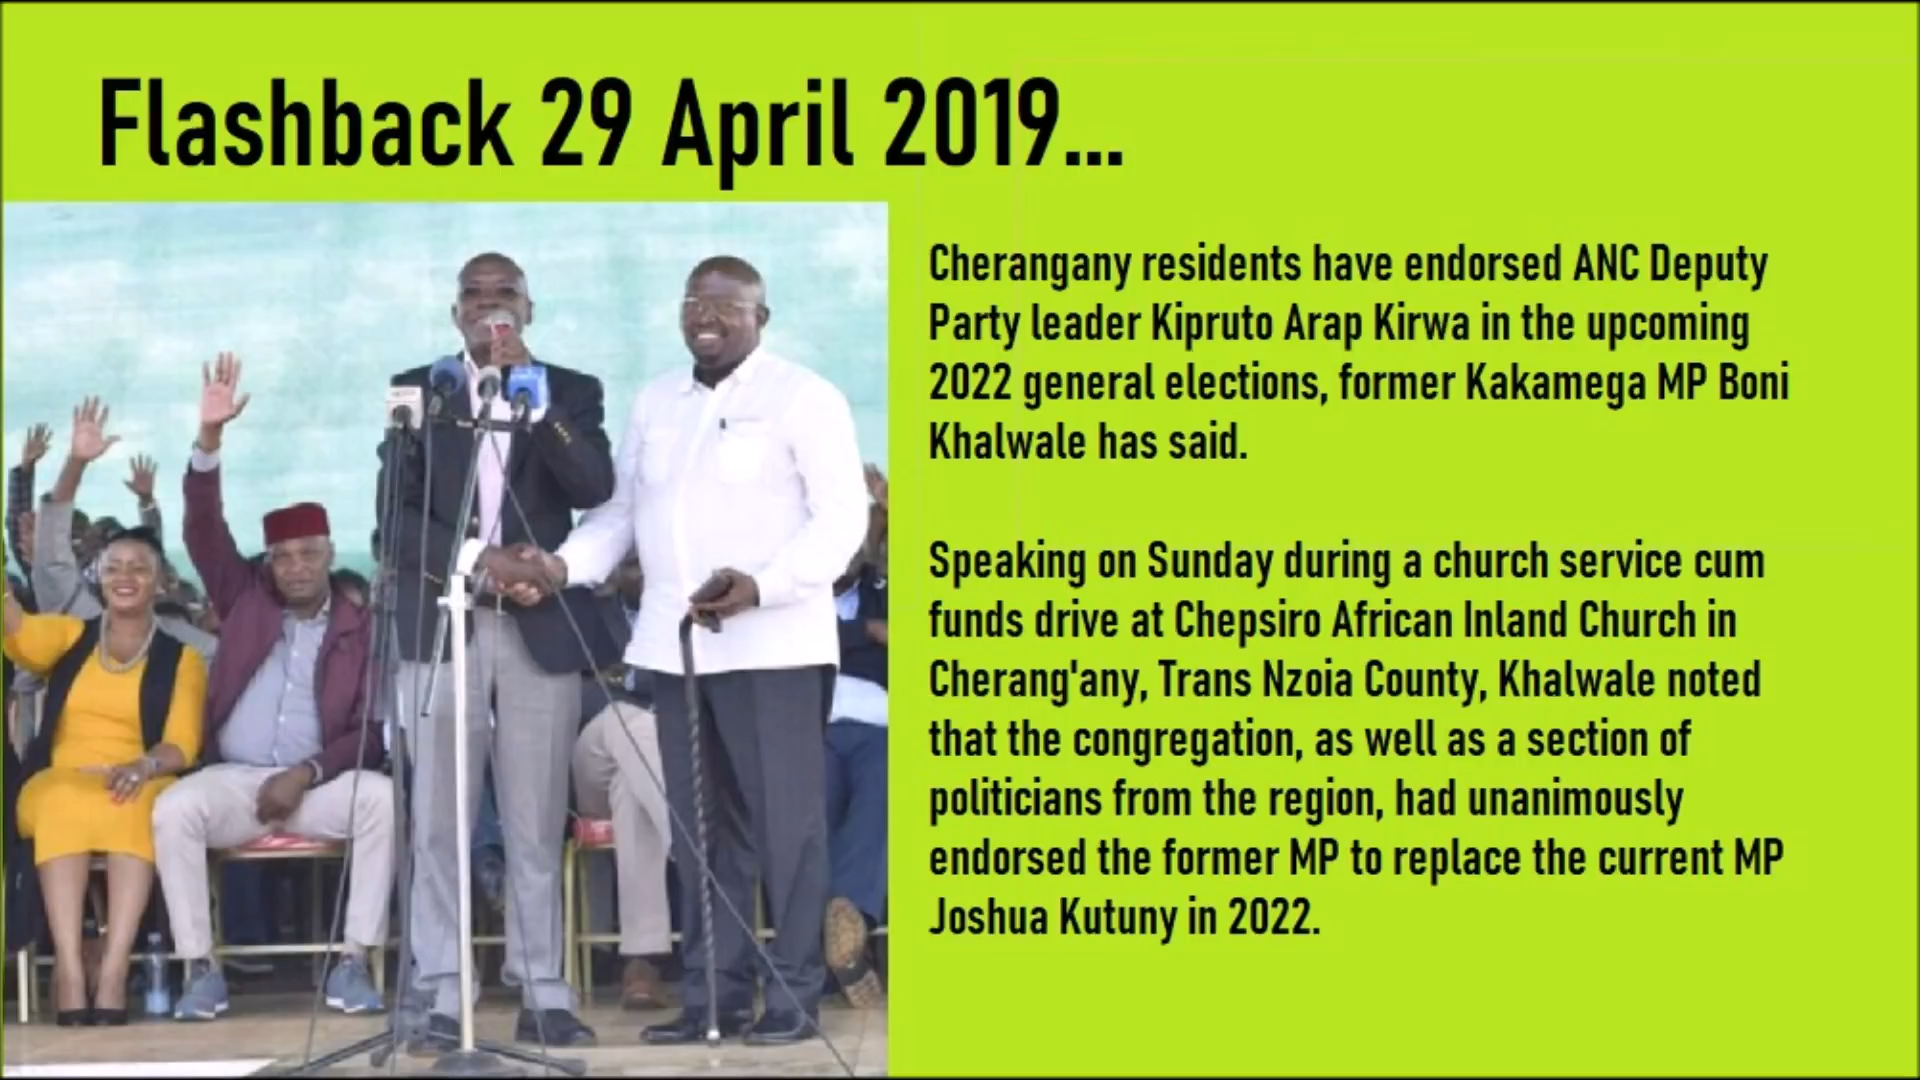 Flashback 29 April 2019...
Cherangany residents have endorsed ANC Deputy
Party leader Kipruto Arap Kirwa in the upcoming
2022 general elections, former Kakamega MP Boni
Khalwale has said.
Speaking on Sunday during a church service cum
funds drive at Chepsiro African Inland Church in
Cherang'any, Trans Nzoia County, Khalwale noted
that the congregation, as well as a section of
politicians from the region, had unanimously
endorsed the former MP to replace the current MP
Joshua Kutuny in 2022.